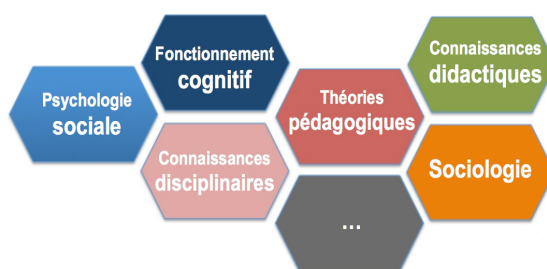 Psychologie
sociale
Fonctionnement
cognitif
Connaissances
disciplinaires
Théories
pédagogiques
...
Connaissances
didactiques
Sociologie